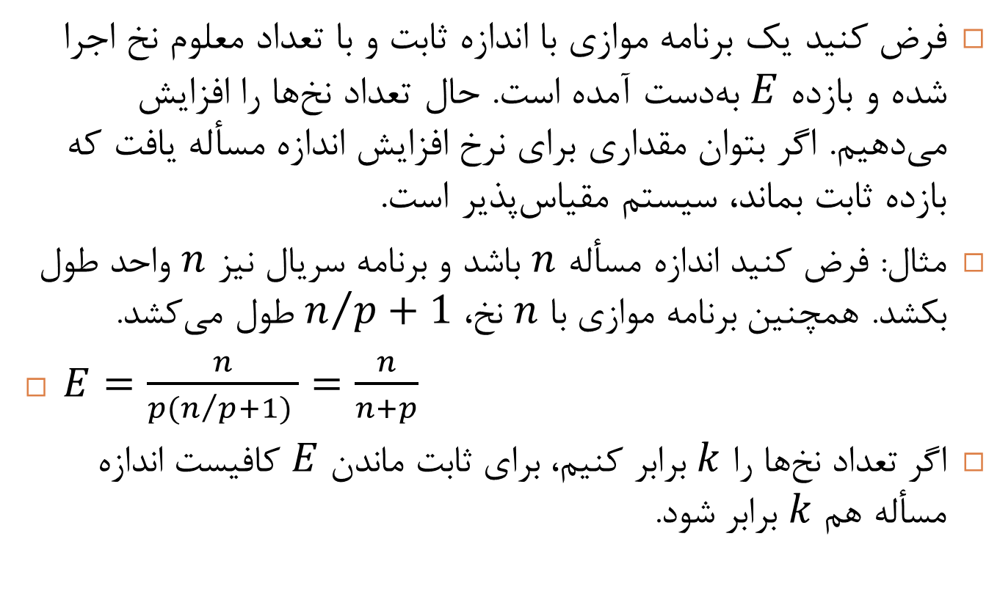 فرض کنید یک برنامه موازی با اندازه ثابت و با تعداد معلوم نخ اجرا
شده و بازده E به‌دست آمده است. حال تعداد نخ‌ها را افزایش
می‌دهیم. اگر بتوان مقداری برای نرخ افزایش اندازه مسأله یافت که
بازده ثابت بماند، سیستم مقیاس‌پذیر است.
مثال: فرض کنید اندازه مسأله n باشد و برنامه سریال نیز n واحد طول
بکشد. همچنین برنامه موازی با n نخ، n/p + 1 طول می‌کشد.
E = n / p(n/p+1) = n / n+p
اگر تعداد نخ‌ها را k برابر کنیم، برای ثابت ماندن E کافیست اندازه
مسأله هم k برابر شود.